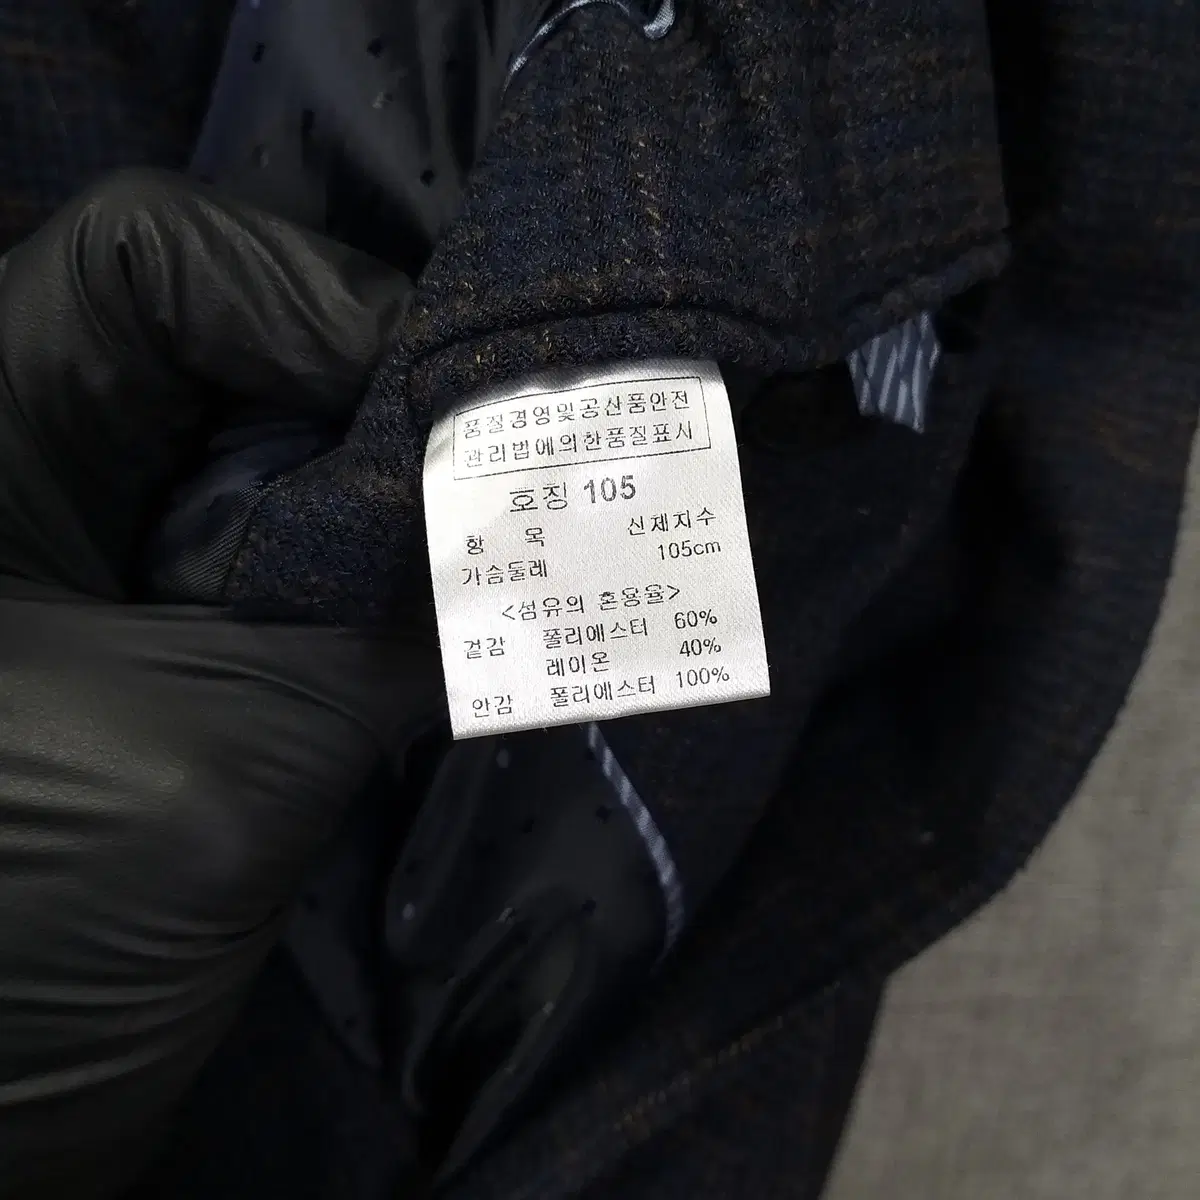 품질경영및공산품안전
관리법에의한품질표시
호칭 105
항 목 신체치수
가슴둘레 105cm
<섬유의 혼용율>
겉감 폴리에스터 60%
레이온 40%
안감 폴리에스터 100%